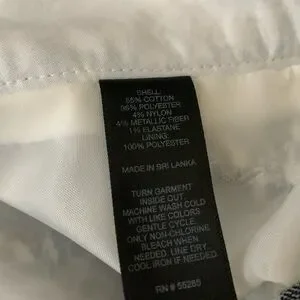 SHELL:
55% COTTON
36% POLYESTER
4% NYLON
4% METALLIC FIBER
1% ELASTANE
LINING:
100% POLYESTER
MADE IN SRI LANKA
TURN GARMENT
INSIDE OUT
MACHINE WASH COLD
WITH LIKE COLORS
GENTLE CYCLE.
ONLY NON-CHLORINE
BLEACH WHEN
NEEDED. LINE DRY.
COOL IRON IF NEEDED.
RN # 55285